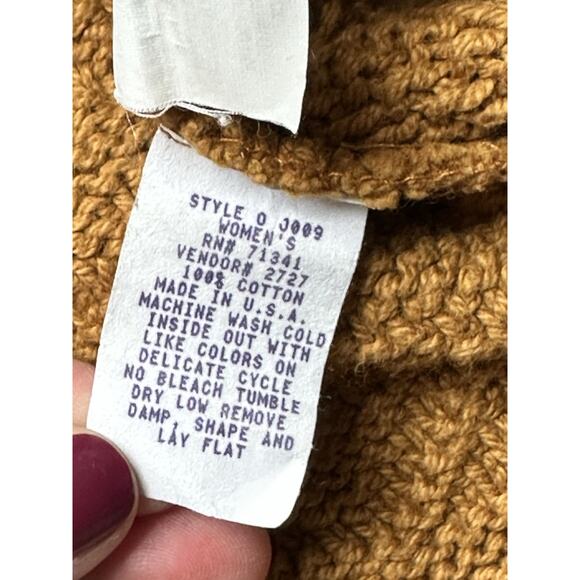 STYLE O J009
WOMEN'S
RN# 71341
VENDOR# 2727
100% COTTON
MADE IN U.S.A.
MACHINE WASH COLD
INSIDE OUT WITH
LIKE COLORS ON
DELICATE CYCLE
NO BLEACH TUMBLE
DRY LOW REMOVE
DAMP, SHAPE AND
LAY FLAT